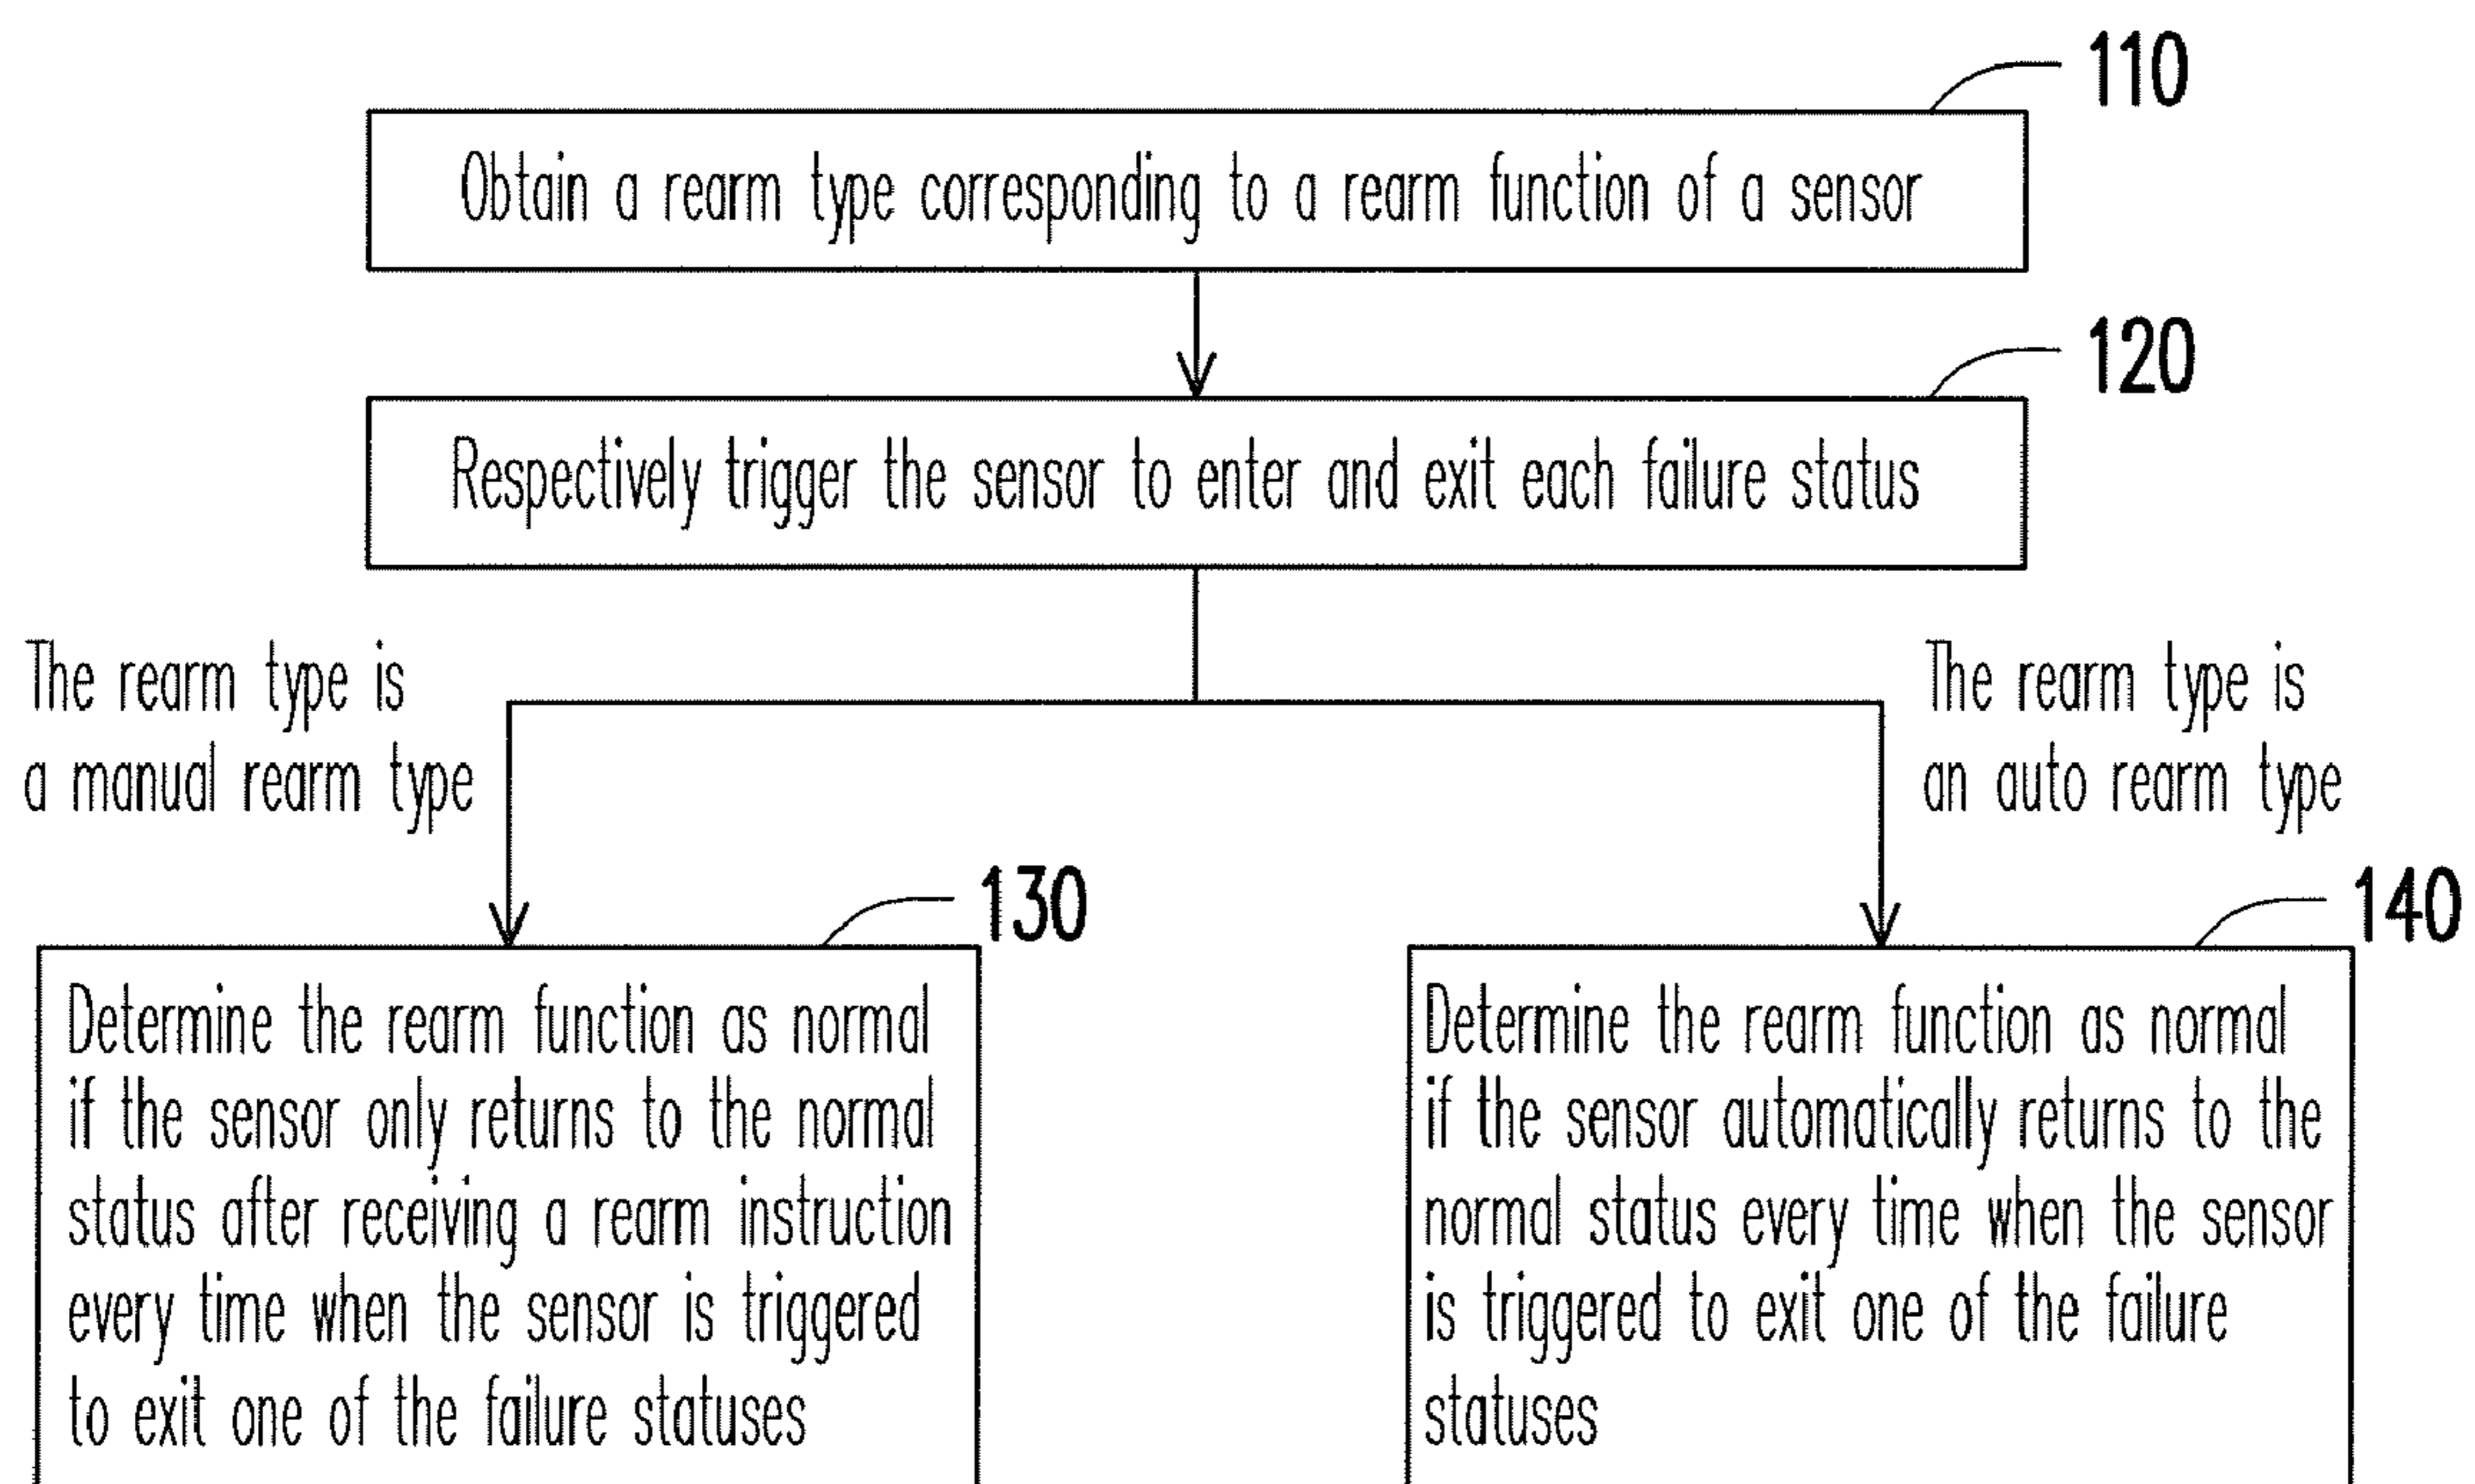 110
Obtain a rearm type corresponding to a rearm function of a sensor
120
Respectively trigger the sensor to enter and exit each failure status
The rearm type is
a manual rearm type
The rearm type is
an auto rearm type
130
Determine the rearm function as normal
if the sensor only returns to the normal
status after receiving a rearm instruction
every time when the sensor is triggered
to exit one of the failure statuses
140
Determine the rearm function as normal
if the sensor automatically returns to the
normal status every time when the sensor
is triggered to exit one of the failure
statuses